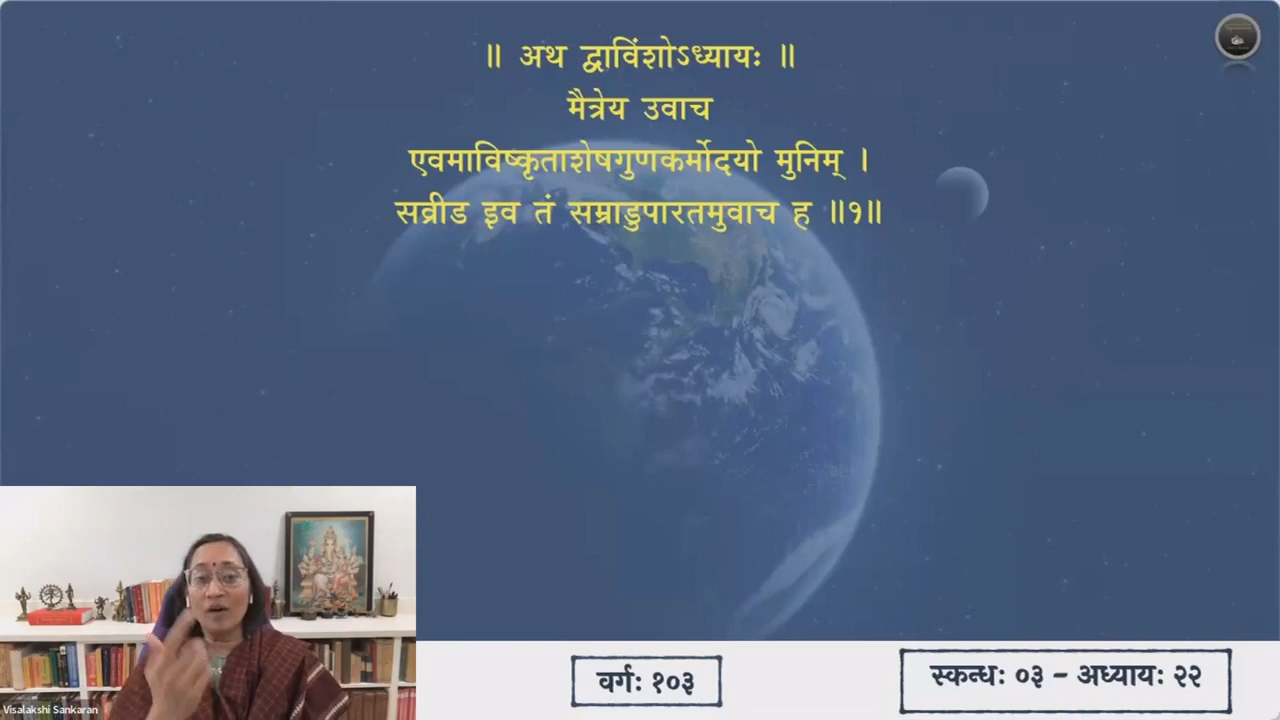 ॥ अथ द्वाविंशोऽध्यायः ॥
मैत्रेय उवाच
एवमाविष्कृताशेषगुणकर्मोदयो मुनिम् ।
सव्रीड इव तं सम्राडुपारतमुवाच ह ॥१॥
Visalakshi Sankaran
वर्गः १०३
स्कन्धः ०३ - अध्यायः २२